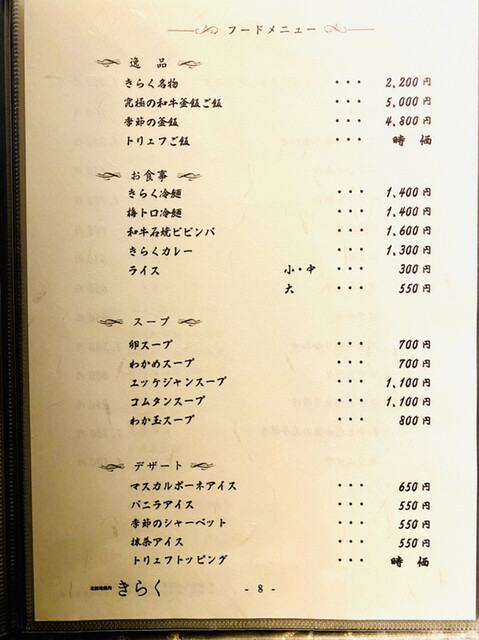 フードメニュー
逸 品
きらく名物 ・・・ 2,200円
究極の和牛釜飯ご飯 ・・・ 5,000円
季節の釜飯 ・・・ 4,800円
トリュフご飯 ・・・ 時 価
お食事
きらく冷麺 ・・・ 1,400円
梅トロ冷麺 ・・・ 1,400円
和牛石焼ビビンバ ・・・ 1,600円
きらくカレー ・・・ 1,300円
ライス 小・中 ・・・ 300円
大 ・・・ 550円
スープ
卵スープ ・・・ 700円
わかめスープ ・・・ 700円
ユッケジャンスープ ・・・ 1,100円
コムタンスープ ・・・ 1,100円
わか玉スープ ・・・ 800円
デザート
マスカルポーネアイス ・・・ 650円
バニラアイス ・・・ 550円
季節のシャーベット ・・・ 550円
抹茶アイス ・・・ 550円
トリュフトッピング ・・・ 時 価
きらく - 8 -